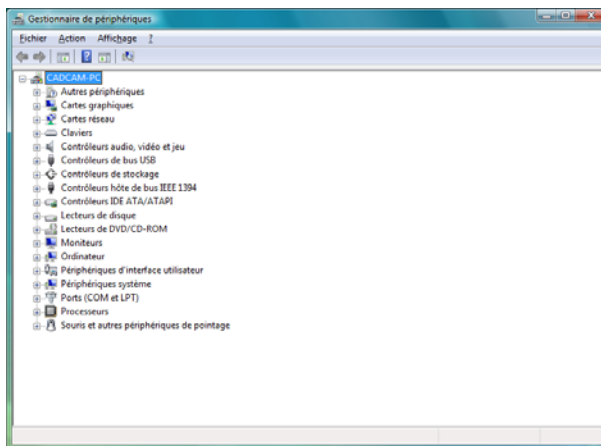 Gestionnaire de périphériques
Fichier Action Affichage ?
CADCAM-PC
Autres périphériques
Cartes graphiques
Cartes réseau
Claviers
Contrôleurs audio, vidéo et jeu
Contrôleurs de bus USB
Contrôleurs de stockage
Contrôleurs hôte de bus IEEE 1394
Contrôleurs IDE ATA/ATAPI
Lecteurs de disque
Lecteurs de DVD/CD-ROM
Moniteurs
Ordinateur
Périphériques d'interface utilisateur
Périphériques système
Ports (COM et LPT)
Processeurs
Souris et autres périphériques de pointage